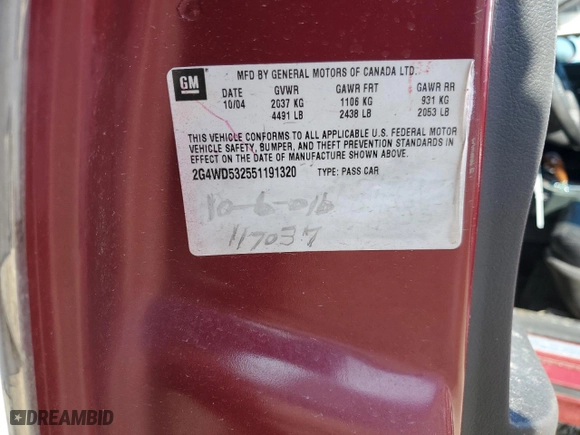 GM
MFD BY GENERAL MOTORS OF CANADA LTD.
DATE GVWR GAWR FRT GAWR RR
10/04 2037 KG 1106 KG 931 KG
4491 LB 2438 LB 2053 LB
THIS VEHICLE CONFORMS TO ALL APPLICABLE U.S. FEDERAL MOTOR
VEHICLE SAFETY, BUMPER, AND THEFT PREVENTION STANDARDS IN
EFFECT ON THE DATE OF MANUFACTURE SHOWN ABOVE.
2G4WD532551191320 TYPE: PASS CAR
10-6-016
117037
DREAMBID